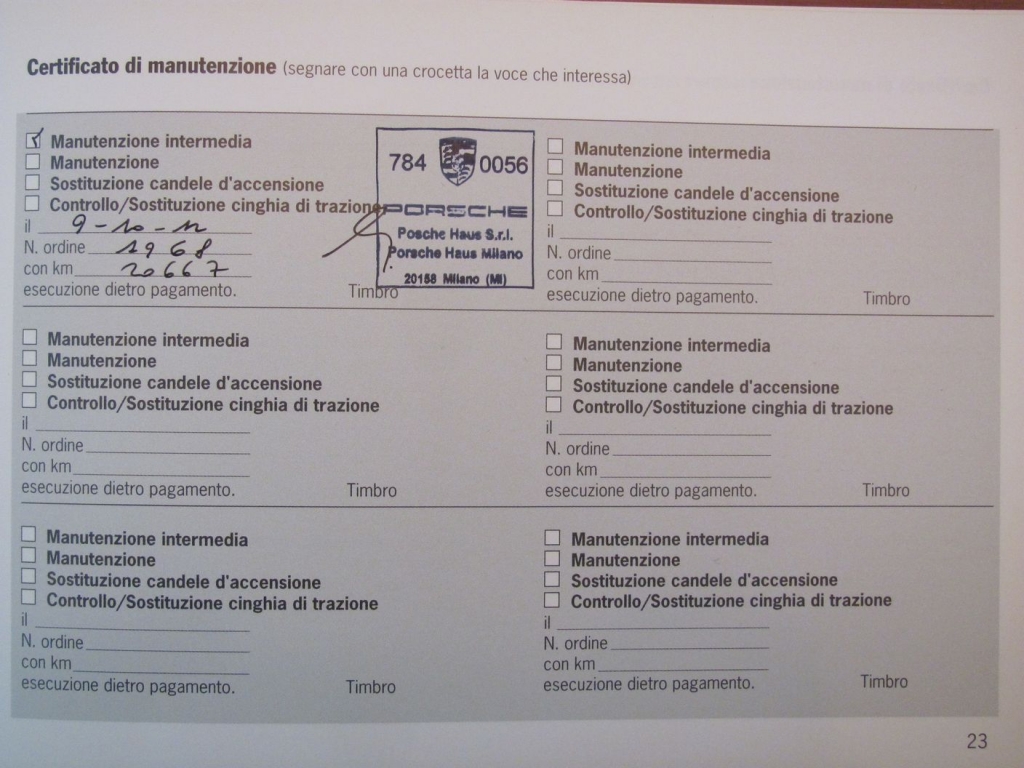 Certificato di manutenzione (segnare con una crocetta la voce che interessa)
Manutenzione intermedia
Manutenzione
Sostituzione candele d'accensione
Controllo/Sostituzione cinghia di trazione
il 9-10-12
N. ordine 1968
con km 20667
esecuzione dietro pagamento. Timbro
784 0056
PORSCHE
Posche Haus S.r.l.
Porsche Haus Milano
20158 Milano (MI)
Manutenzione intermedia
Manutenzione
Sostituzione candele d'accensione
Controllo/Sostituzione cinghia di trazione
il
N. ordine
con km
esecuzione dietro pagamento. Timbro
Manutenzione intermedia
Manutenzione
Sostituzione candele d'accensione
Controllo/Sostituzione cinghia di trazione
il
N. ordine
con km
esecuzione dietro pagamento. Timbro
Manutenzione intermedia
Manutenzione
Sostituzione candele d'accensione
Controllo/Sostituzione cinghia di trazione
il
N. ordine
con km
esecuzione dietro pagamento. Timbro
Manutenzione intermedia
Manutenzione
Sostituzione candele d'accensione
Controllo/Sostituzione cinghia di trazione
il
N. ordine
con km
esecuzione dietro pagamento. Timbro
Manutenzione intermedia
Manutenzione
Sostituzione candele d'accensione
Controllo/Sostituzione cinghia di trazione
il
N. ordine
con km
esecuzione dietro pagamento. Timbro
23